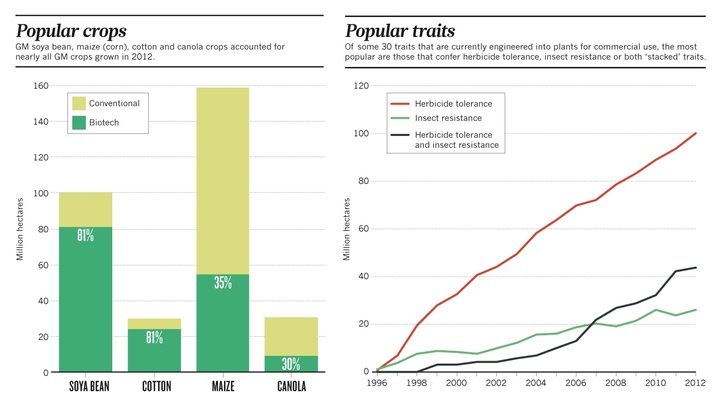 Popular crops
GM soya bean, maize (corn), cotton and canola crops accounted for
nearly all GM crops grown in 2012.
160
140
120
100
80
60
40
20
0
Million hectares
Conventional
Biotech
81%
81%
35%
30%
SOYA BEAN
COTTON
MAIZE
CANOLA
Popular traits
Of some 30 traits that are currently engineered into plants for commercial use, the most
popular are those that confer herbicide tolerance, insect resistance or both ‘stacked’ traits.
120
100
80
60
40
20
0
Million hectares
Herbicide tolerance
Insect resistance
Herbicide tolerance
and insect resistance
1996
1998
2000
2002
2004
2006
2008
2010
2012